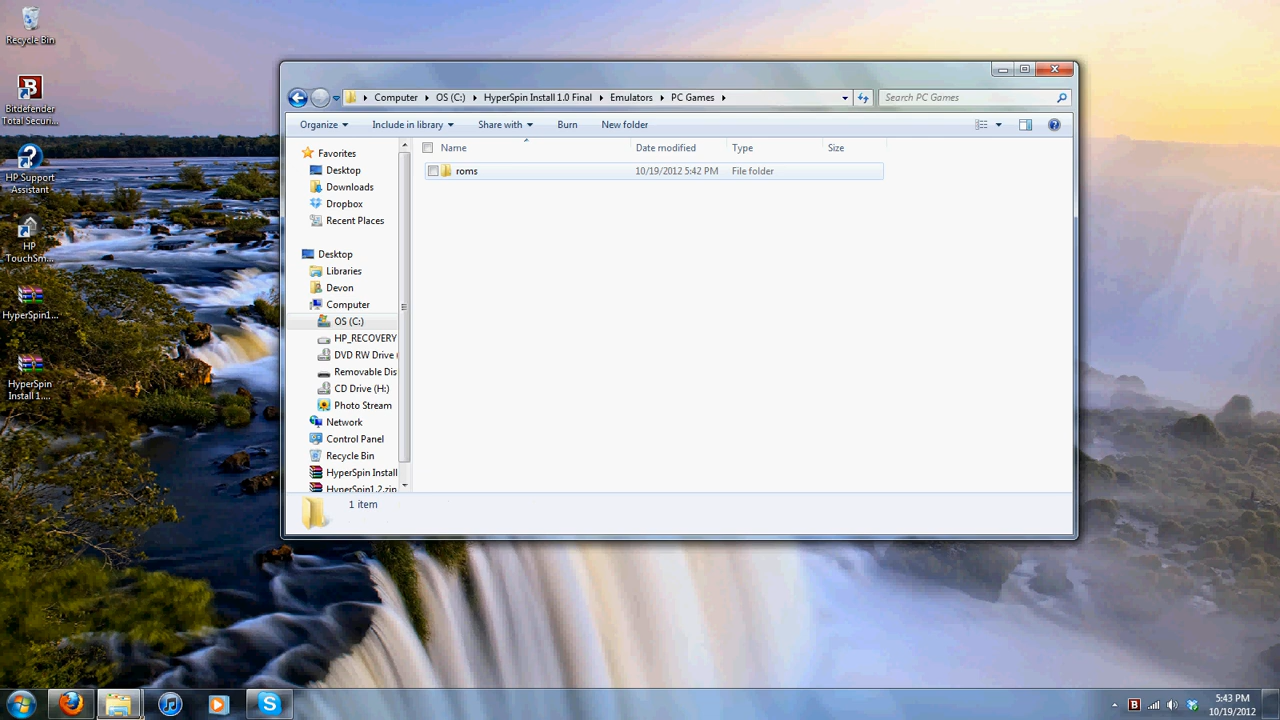 Recycle Bin
Bitdefender
Total Securi...
HP Support
Assistant
HP
TouchSm...
HyperSpin1...
HyperSpin
Install 1....
Computer
OS (C:)
HyperSpin Install 1.0 Final
Emulators
PC Games
Search PC Games
Organize
Include in library
Share with
Burn
New folder
Favorites
Desktop
Downloads
Dropbox
Recent Places
Desktop
Libraries
Devon
Computer
OS (C:)
HP_RECOVERY
DVD RW Drive (
Removable Dis
CD Drive (H:)
Photo Stream
Network
Control Panel
Recycle Bin
HyperSpin Install
HyperSpin1.2.zip
Name
Date modified
Type
Size
roms
10/19/2012 5:42 PM
File folder
1 item
5:43 PM
10/19/2012